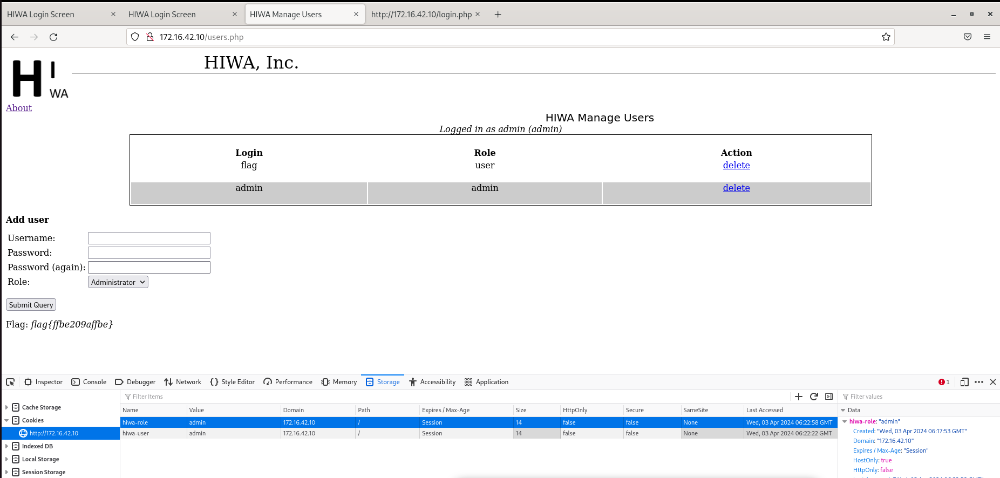 HIWA Login Screen HIWA Login Screen HIWA Manage Users http://172.16.42.10/login.php
172.16.42.10/users.php
H I WA
HIWA, Inc.
About
HIWA Manage Users
Logged in as admin (admin)
Login Role Action
flag user delete
admin admin delete
Add user
Username:
Password:
Password (again):
Role: Administrator
Submit Query
Flag: flag{ffbe209affbe}
Inspector Console Debugger Network Style Editor Performance Memory Storage Accessibility Application 1
Filter Items Filter values
Cache Storage
Cookies
http://172.16.42.10
Indexed DB
Local Storage
Session Storage
Name Value Domain Path Expires / Max-Age Size HttpOnly Secure SameSite Last Accessed
hiwa-role admin 172.16.42.10 / Session 14 false false None Wed, 03 Apr 2024 06:22:58 GMT
hiwa-user admin 172.16.42.10 / Session 14 false false None Wed, 03 Apr 2024 06:22:22 GMT
Data
hiwa-role: "admin"
Created: "Wed, 03 Apr 2024 06:17:53 GMT"
Domain: "172.16.42.10"
Expires / Max-Age: "Session"
HostOnly: true
HttpOnly: false